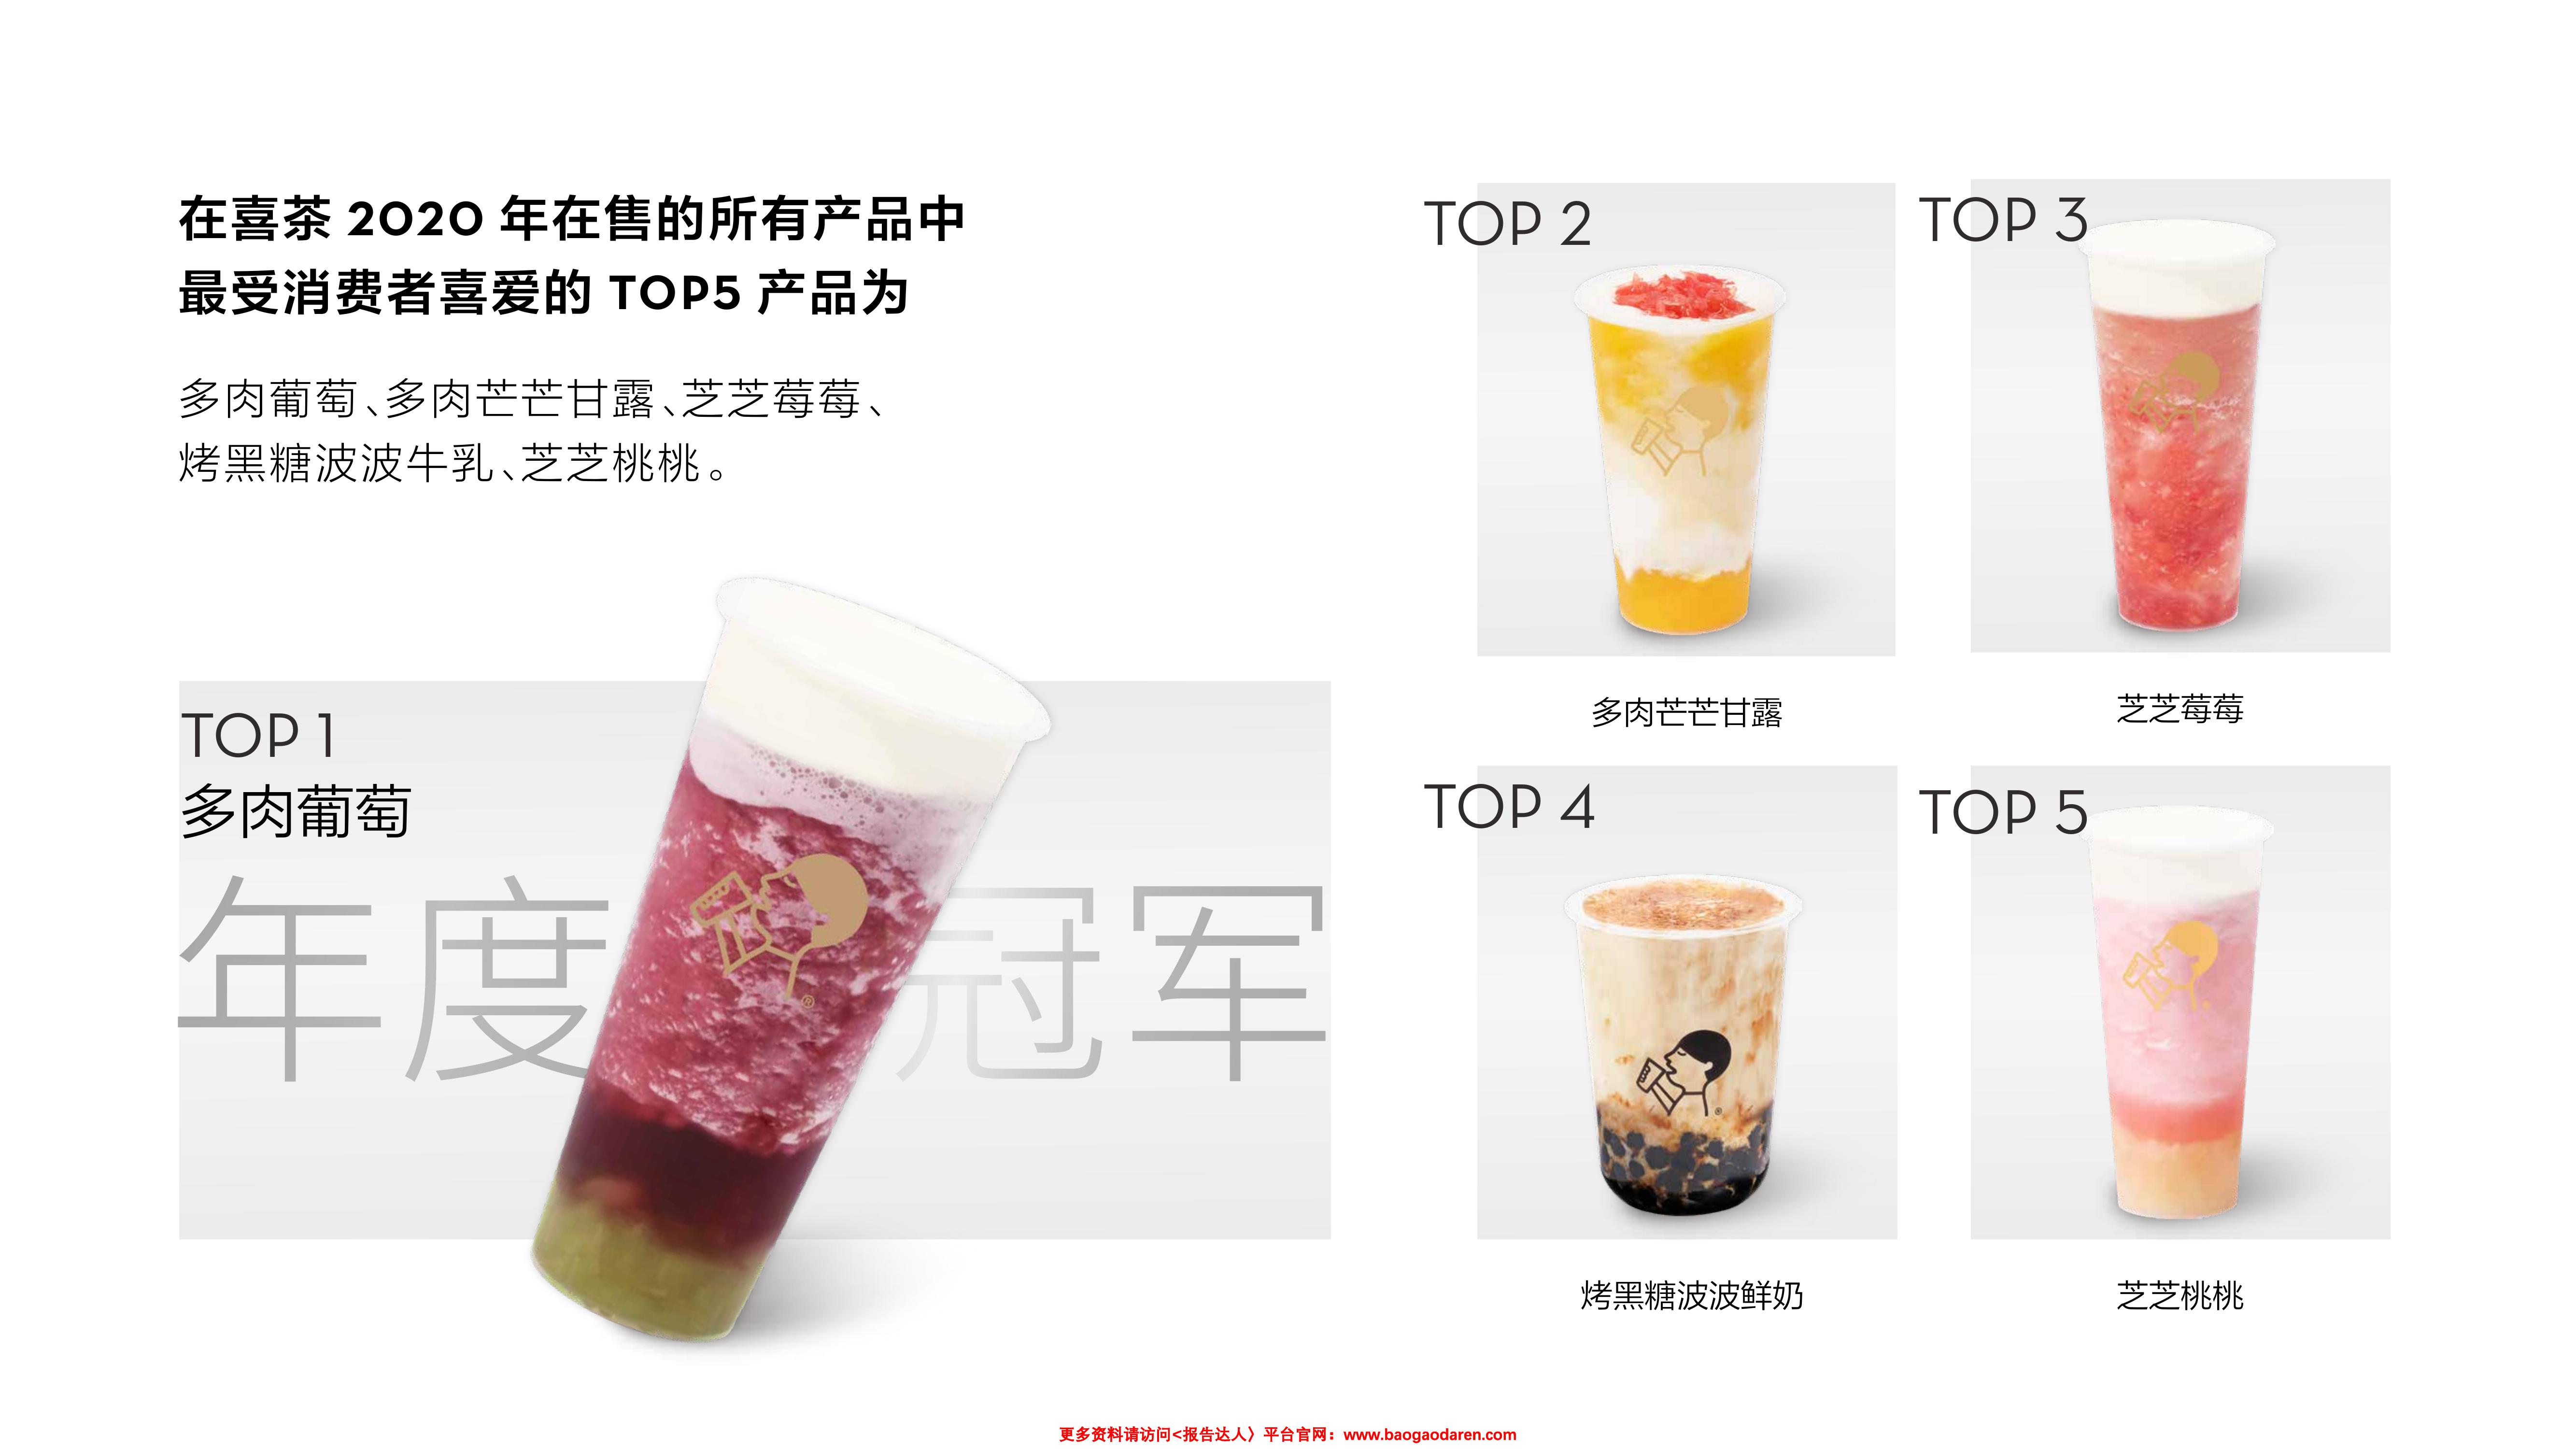 在喜茶 2020 年在售的所有产品中
最受消费者喜爱的 TOP5 产品为
多肉葡萄、多肉芒芒甘露、芝芝莓莓、
烤黑糖波波牛乳、芝芝桃桃。
TOP 1
多肉葡萄
年度冠军
TOP 2
多肉芒芒甘露
TOP 3
芝芝莓莓
TOP 4
烤黑糖波波鲜奶
TOP 5
芝芝桃桃
更多资料请访问<报告达人〉平台官网：www.baogaodaren.com